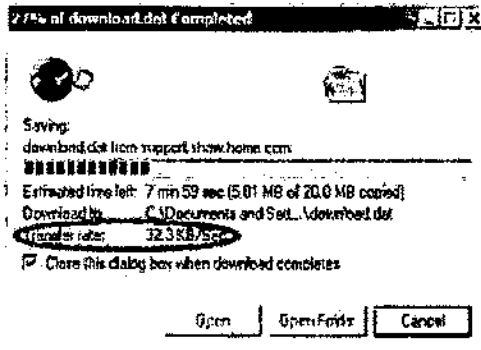 27% of download.dat Completed
Saving:
download.dat from support.shaw.home.com
Estimated time left: 7 min 59 sec (5.01 MB of 20.0 MB copied)
Download to: C:\Documents and Sett...\download.dat
Transfer rate: 32.3 KB/Sec
Close this dialog box when download completes
Open
Open Folder
Cancel